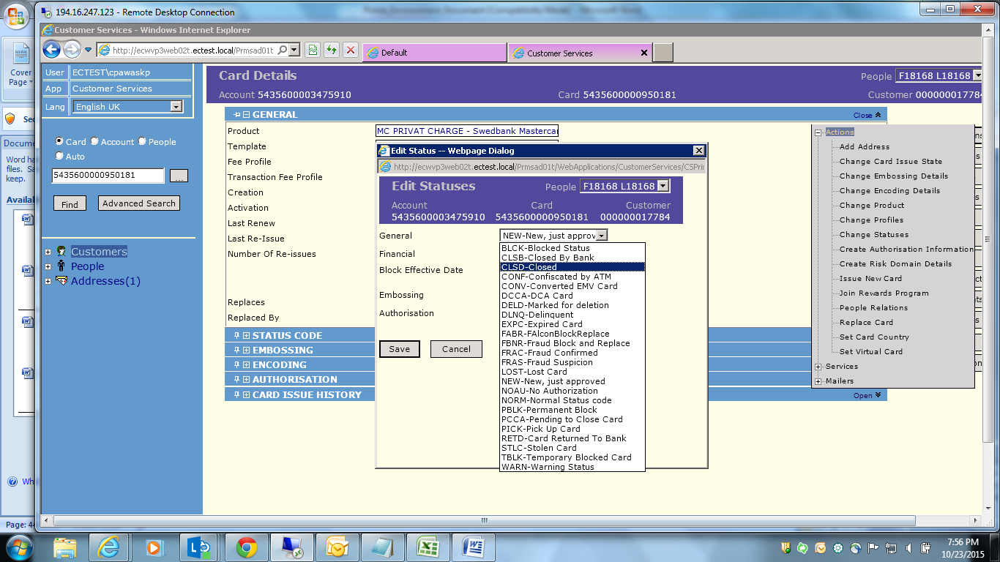 194.16.247.123 - Remote Desktop Connection
Customer Services - Windows Internet Explorer
http://ecwvp3web02t.ectest.local/Prmsad01t
Default
Customer Services
Cover
Page
User ECTEST\cpawaskp
App Customer Services
Lang English UK
Card Account People
Auto
5435600000950181 ...
Find Advanced Search
Customers
People
Addresses(1)
Card Details
People F18168 L18168
Account 5435600003475910 Card 5435600000950181 Customer 00000001778
GENERAL Close
Product MC PRIVAT CHARGE - Swedbank Masterca
Template
Fee Profile
Transaction Fee Profile
Creation
Activation
Last Renew
Last Re-Issue
Number Of Re-issues
Replaces
Replaced By
STATUS CODE
EMBOSSING
ENCODING
AUTHORISATION
CARD ISSUE HISTORY Open
Edit Status -- Webpage Dialog
http://ecwvp3web02t.ectest.local/Prmsad01t/WebApplications/CustomerServices/CSPri
Edit Statuses People F18168 L18168
Account Card Customer
5435600003475910 5435600000950181 000000017784
General NEW-New, just approv
Financial
Block Effective Date
Embossing
Authorisation
Save Cancel
BLCK-Blocked Status
CLSB-Closed By Bank
CLSD-Closed
CONF-Confiscated by ATM
CONV-Converted EMV Card
DCCA-DCA Card
DELD-Marked for deletion
DLNQ-Delinquent
EXPC-Expired Card
FABR-FAlconBlockReplace
FBNR-Fraud Block and Replace
FRAC-Fraud Confirmed
FRAS-Fraud Suspicion
LOST-Lost Card
NEW-New, just approved
NOAU-No Authorization
NORM-Normal Status code
PBLK-Permanent Block
PCCA-Pending to Close Card
PICK-Pick Up Card
RETD-Card Returned To Bank
STLC-Stolen Card
TBLK-Temporary Blocked Card
WARN-Warning Status
Actions
Add Address
Change Card Issue State
Change Embossing Details
Change Encoding Details
Change Product
Change Profiles
Change Statuses
Create Authorisation Information
Create Risk Domain Details
Issue New Card
Join Rewards Program
People Relations
Replace Card
Set Card Country
Set Virtual Card
Services
Mailers
7:56 PM
10/23/2015